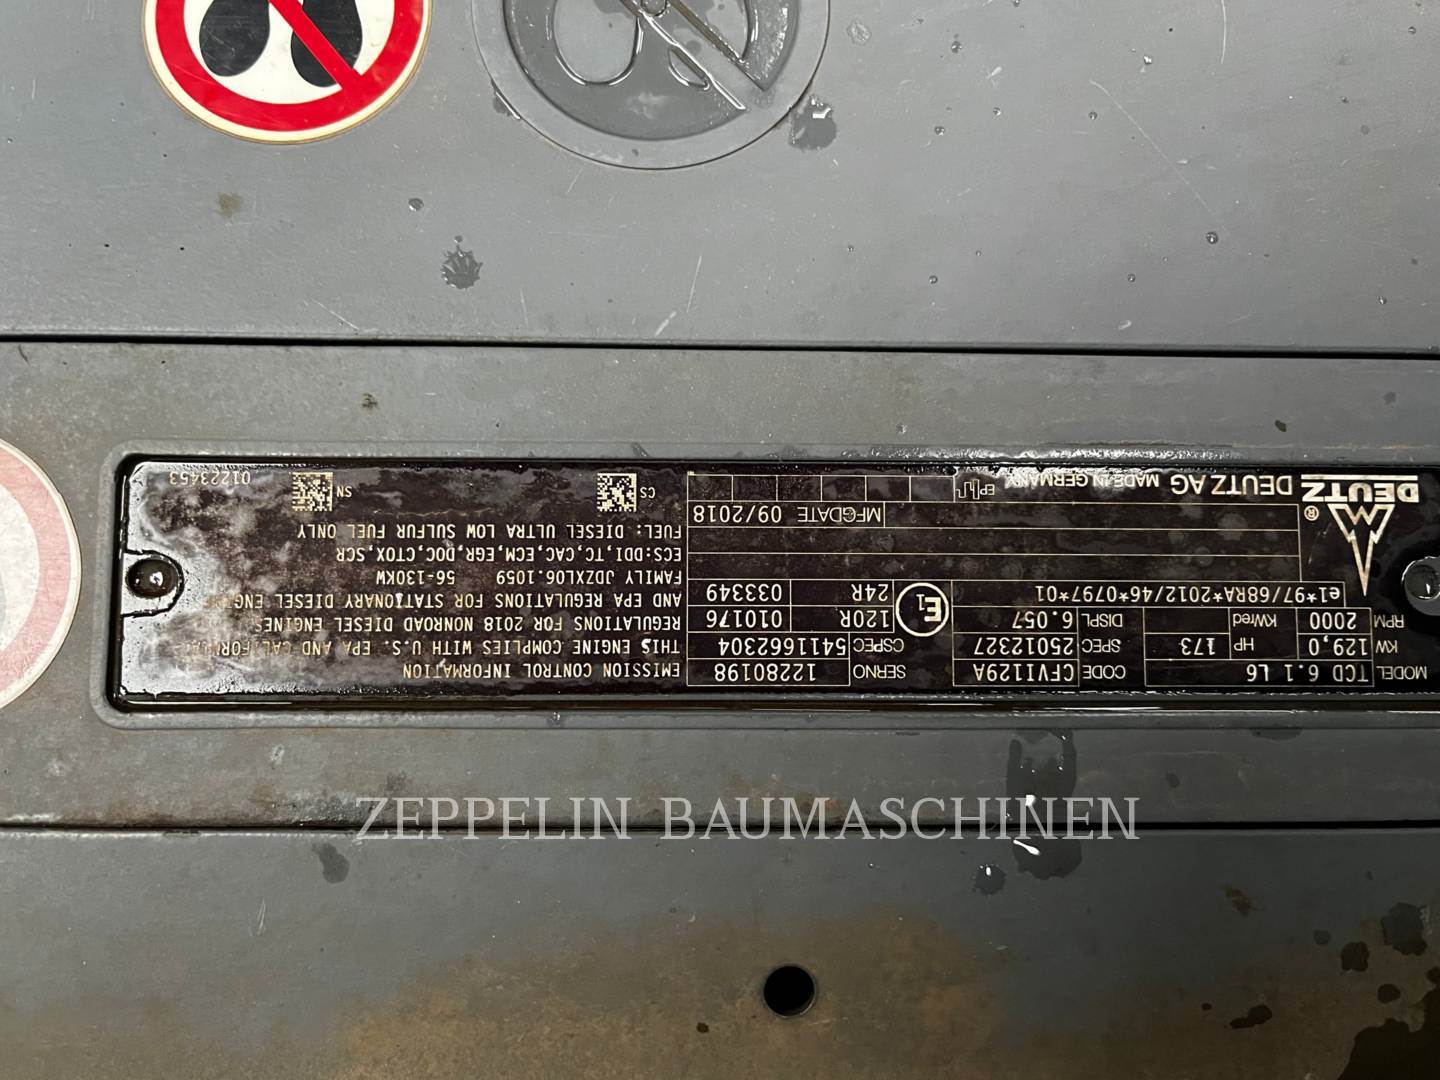 DEUTZ ®
DEUTZ AG MADE IN GERMANY EP
MODEL TCD 6.1 L6 CODE CFVI129A SERNO 12280198
KW 129,0 HP 173 SPEC 25012327 CSPEC 5411662304
RPM 2000 KWred DISPL 6.057 120R 010176
e1*97/68RA*2012/46*0797*01 E1 24R 033349
MFGDATE 09/2018
EMISSION CONTROL INFORMATION
THIS ENGINE COMPLIES WITH U.S. EPA AND CALIFORNIA
REGULATIONS FOR 2018 NONROAD DIESEL ENGINES
AND EPA REGULATIONS FOR STATIONARY DIESEL ENGINES
FAMILY JDZXL06.1059 56-130KW
ECS:DDI,TC,CAC,ECM,EGR,DOC,CTOX,SCR
FUEL: DIESEL ULTRA LOW SULFUR FUEL ONLY
CS SN 01223453
ZEPPELIN BAUMASCHINEN